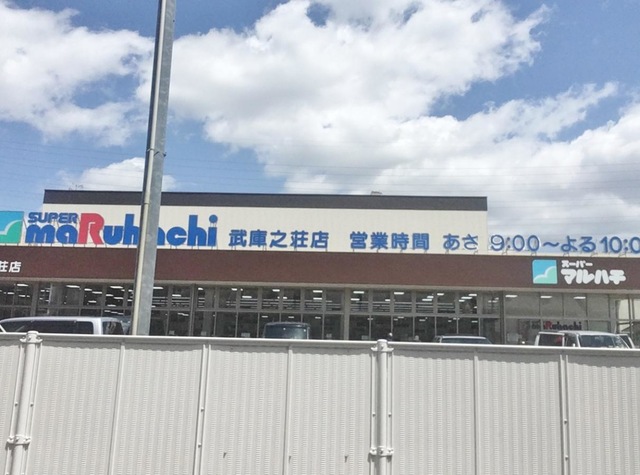 SUPER
maRuhachi 武庫之荘店 営業時間 あさ 9:00～よる10:0
荘店
スーパー
マルハチ
maRuhachi